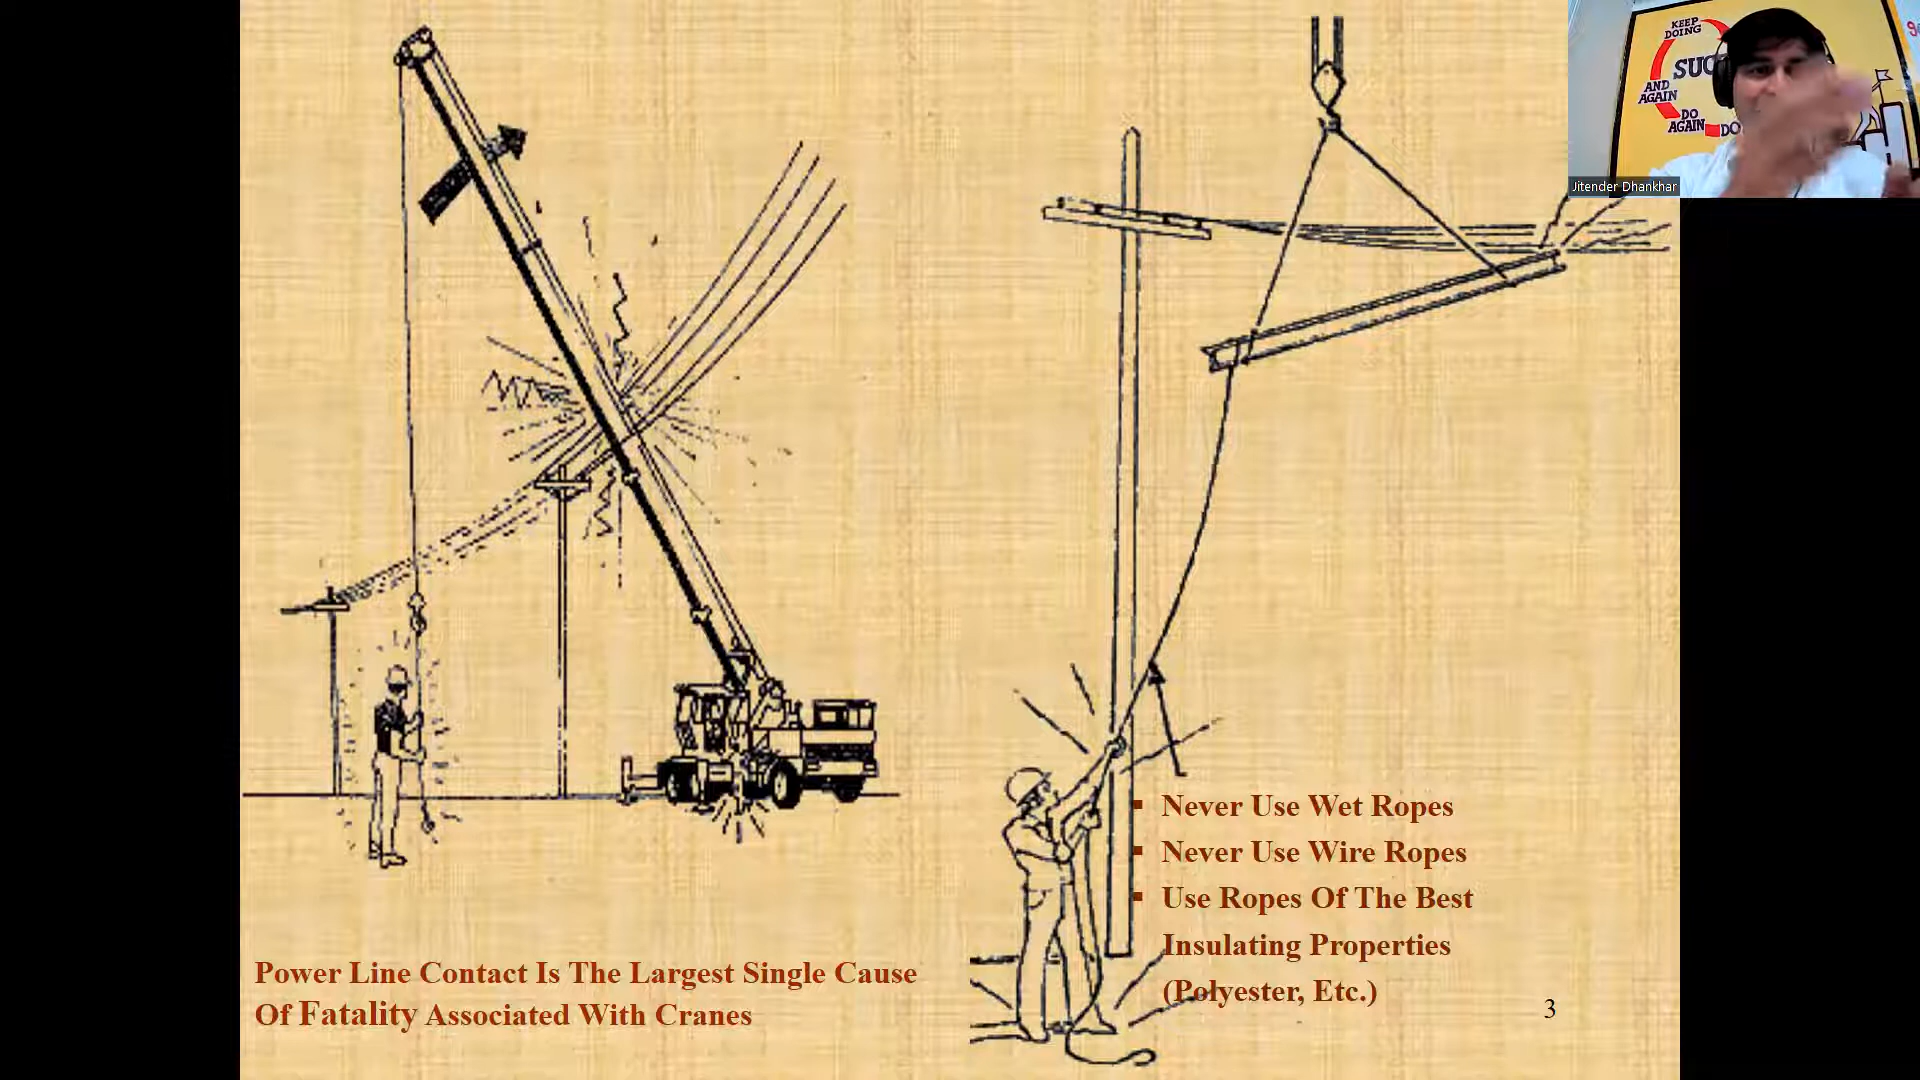 KEEP
DOING
SUC
AND
AGAIN
DO
AGAIN
DO
Jitender Dhankhar
Never Use Wet Ropes
Never Use Wire Ropes
Use Ropes Of The Best
Insulating Properties
(Polyester, Etc.)
Power Line Contact Is The Largest Single Cause
Of Fatality Associated With Cranes
3